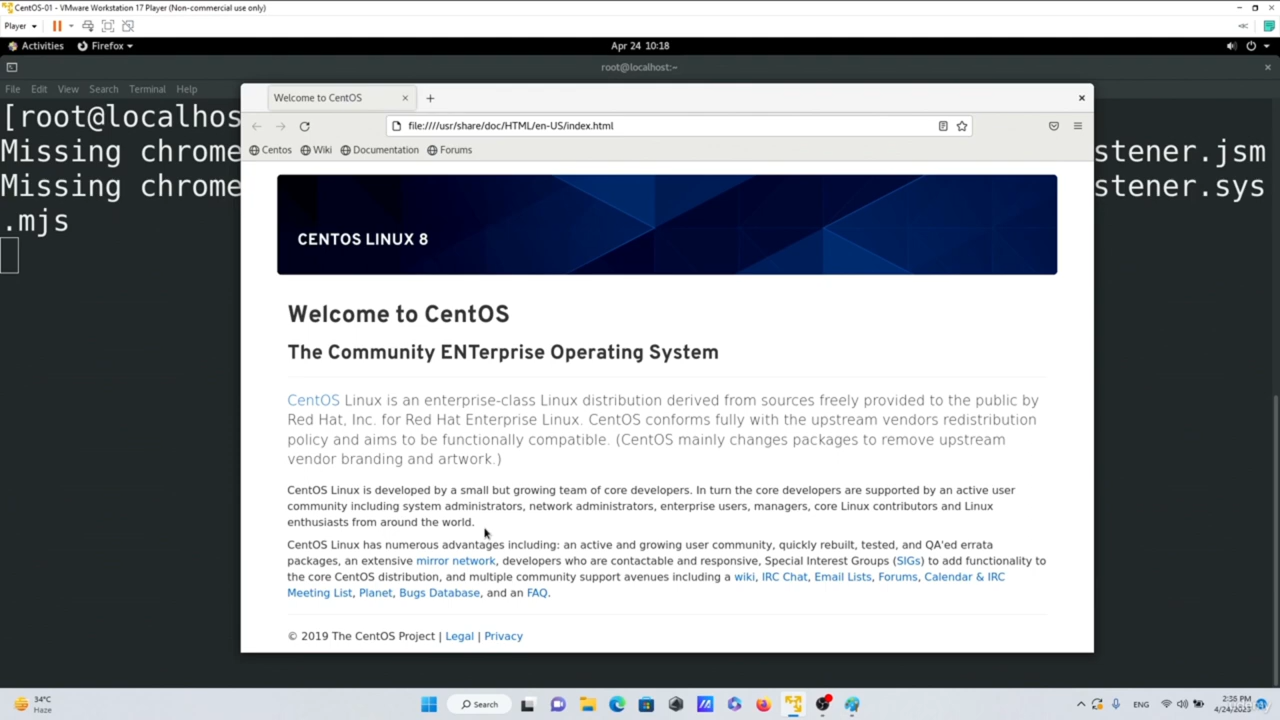 CentOS-01 - VMware Workstation 17 Player (Non-commercial use only)
Player
Activities
Firefox
Apr 24 10:18
root@localhost:~
File Edit View Search Terminal Help
[root@localhos
Missing chrome
stener.jsm
Missing chrome
stener.sys
.mjs
Welcome to CentOS
file:////usr/share/doc/HTML/en-US/index.html
Centos Wiki Documentation Forums
CENTOS LINUX 8
Welcome to CentOS
The Community ENTerprise Operating System
CentOS Linux is an enterprise-class Linux distribution derived from sources freely provided to the public by
Red Hat, Inc. for Red Hat Enterprise Linux. CentOS conforms fully with the upstream vendors redistribution
policy and aims to be functionally compatible. (CentOS mainly changes packages to remove upstream
vendor branding and artwork.)
CentOS Linux is developed by a small but growing team of core developers. In turn the core developers are supported by an active user
community including system administrators, network administrators, enterprise users, managers, core Linux contributors and Linux
enthusiasts from around the world.
CentOS Linux has numerous advantages including: an active and growing user community, quickly rebuilt, tested, and QA'ed errata
packages, an extensive mirror network, developers who are contactable and responsive, Special Interest Groups (SIGs) to add functionality to
the core CentOS distribution, and multiple community support avenues including a wiki, IRC Chat, Email Lists, Forums, Calendar & IRC
Meeting List, Planet, Bugs Database, and an FAQ.
© 2019 The CentOS Project | Legal | Privacy
34°C
Haze
Search
ENG
2:35 PM
4/24/2023